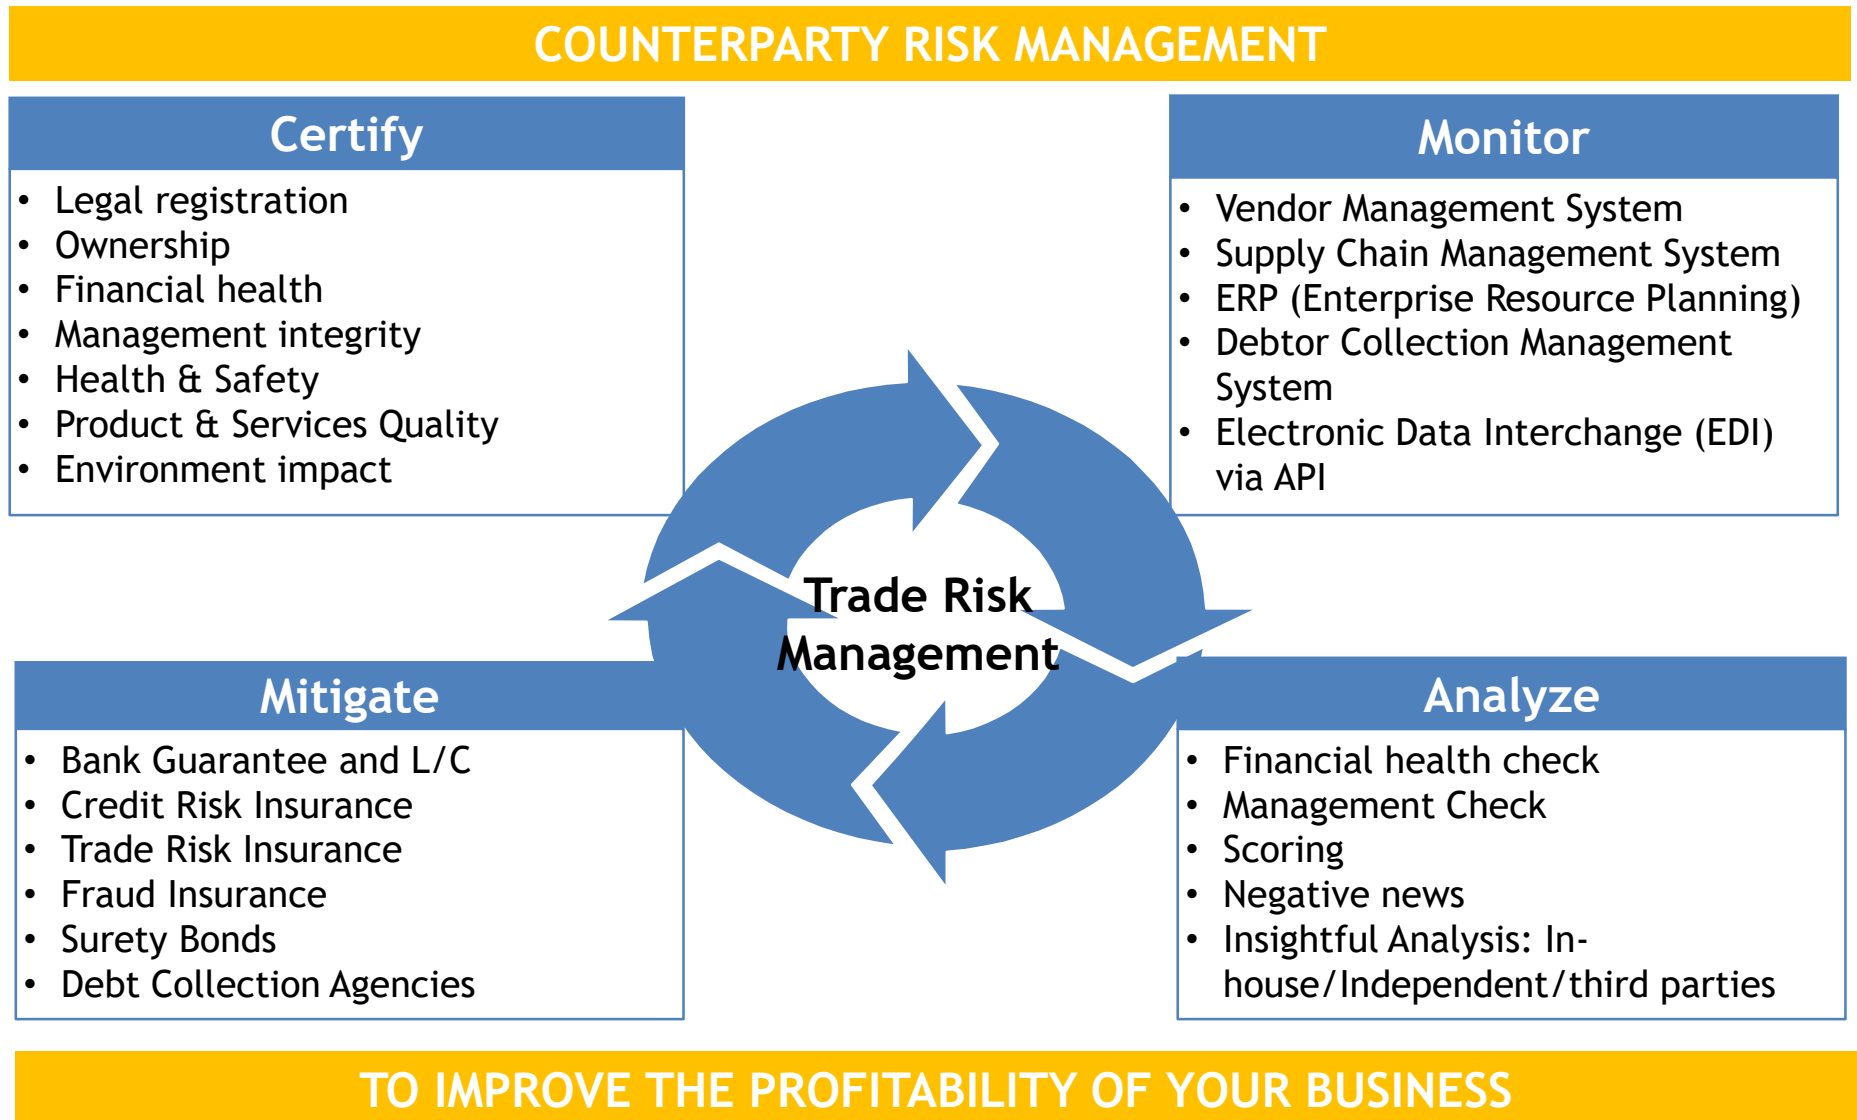 COUNTERPARTY RISK MANAGEMENT
Certify
• Legal registration
• Ownership
• Financial health
• Management integrity
• Health & Safety
• Product & Services Quality
• Environment impact
Monitor
• Vendor Management System
• Supply Chain Management System
• ERP (Enterprise Resource Planning)
• Debtor Collection Management
System
• Electronic Data Interchange (EDI)
via API
Trade Risk
Management
Mitigate
• Bank Guarantee and L/C
• Credit Risk Insurance
• Trade Risk Insurance
• Fraud Insurance
• Surety Bonds
• Debt Collection Agencies
Analyze
• Financial health check
• Management Check
• Scoring
• Negative news
• Insightful Analysis: In-
house/Independent/third parties
TO IMPROVE THE PROFITABILITY OF YOUR BUSINESS